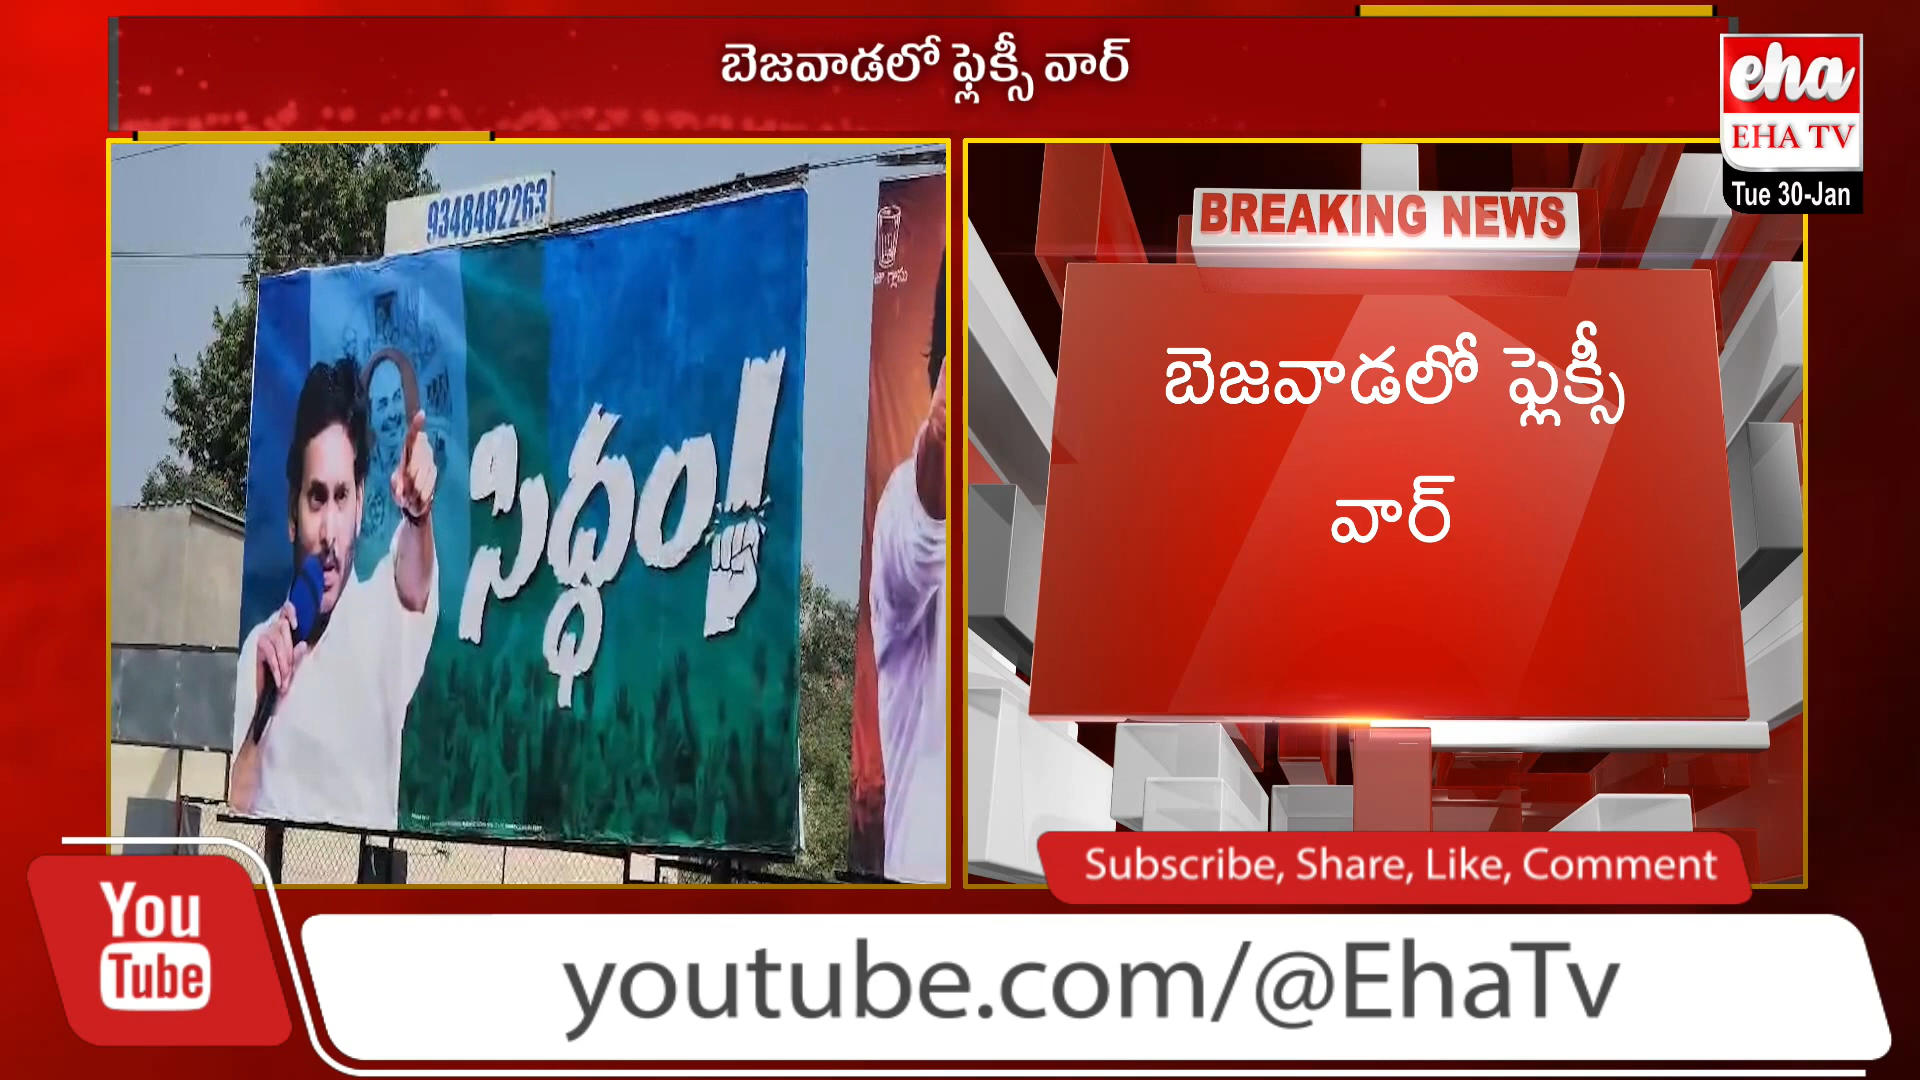 బెజవాడలో ఫ్లెక్సీ వార్
eha
EHA TV
Tue 30-Jan
9348482263
సిద్ధం!
BREAKING NEWS
బెజవాడలో ఫ్లెక్సీ
వార్
Subscribe, Share, Like, Comment
You
Tube
youtube.com/@EhaTv